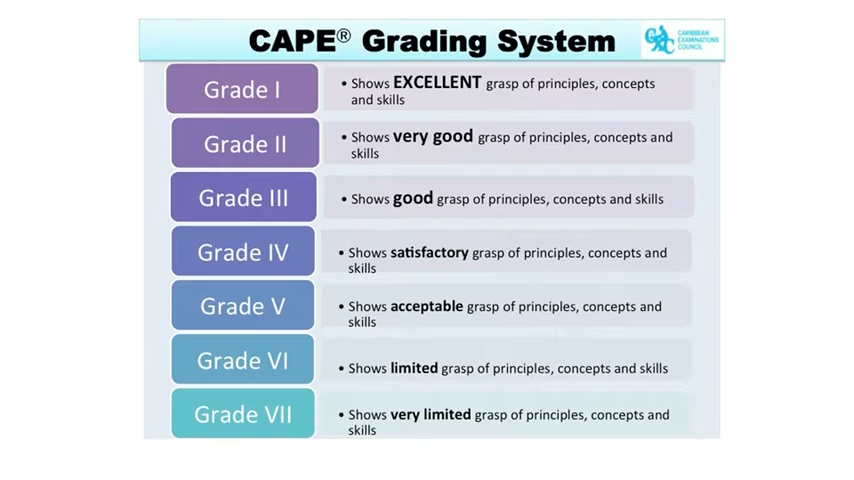 CAPE® Grading System
CARIBBEAN
EXAMINATIONS
COUNCIL
Grade I
• Shows EXCELLENT grasp of principles, concepts
and skills
Grade II
• Shows very good grasp of principles, concepts and
skills
Grade III
• Shows good grasp of principles, concepts and skills
Grade IV
• Shows satisfactory grasp of principles, concepts and
skills
Grade V
• Shows acceptable grasp of principles, concepts and
skills
Grade VI
• Shows limited grasp of principles, concepts and skills
Grade VII
• Shows very limited grasp of principles, concepts and
skills